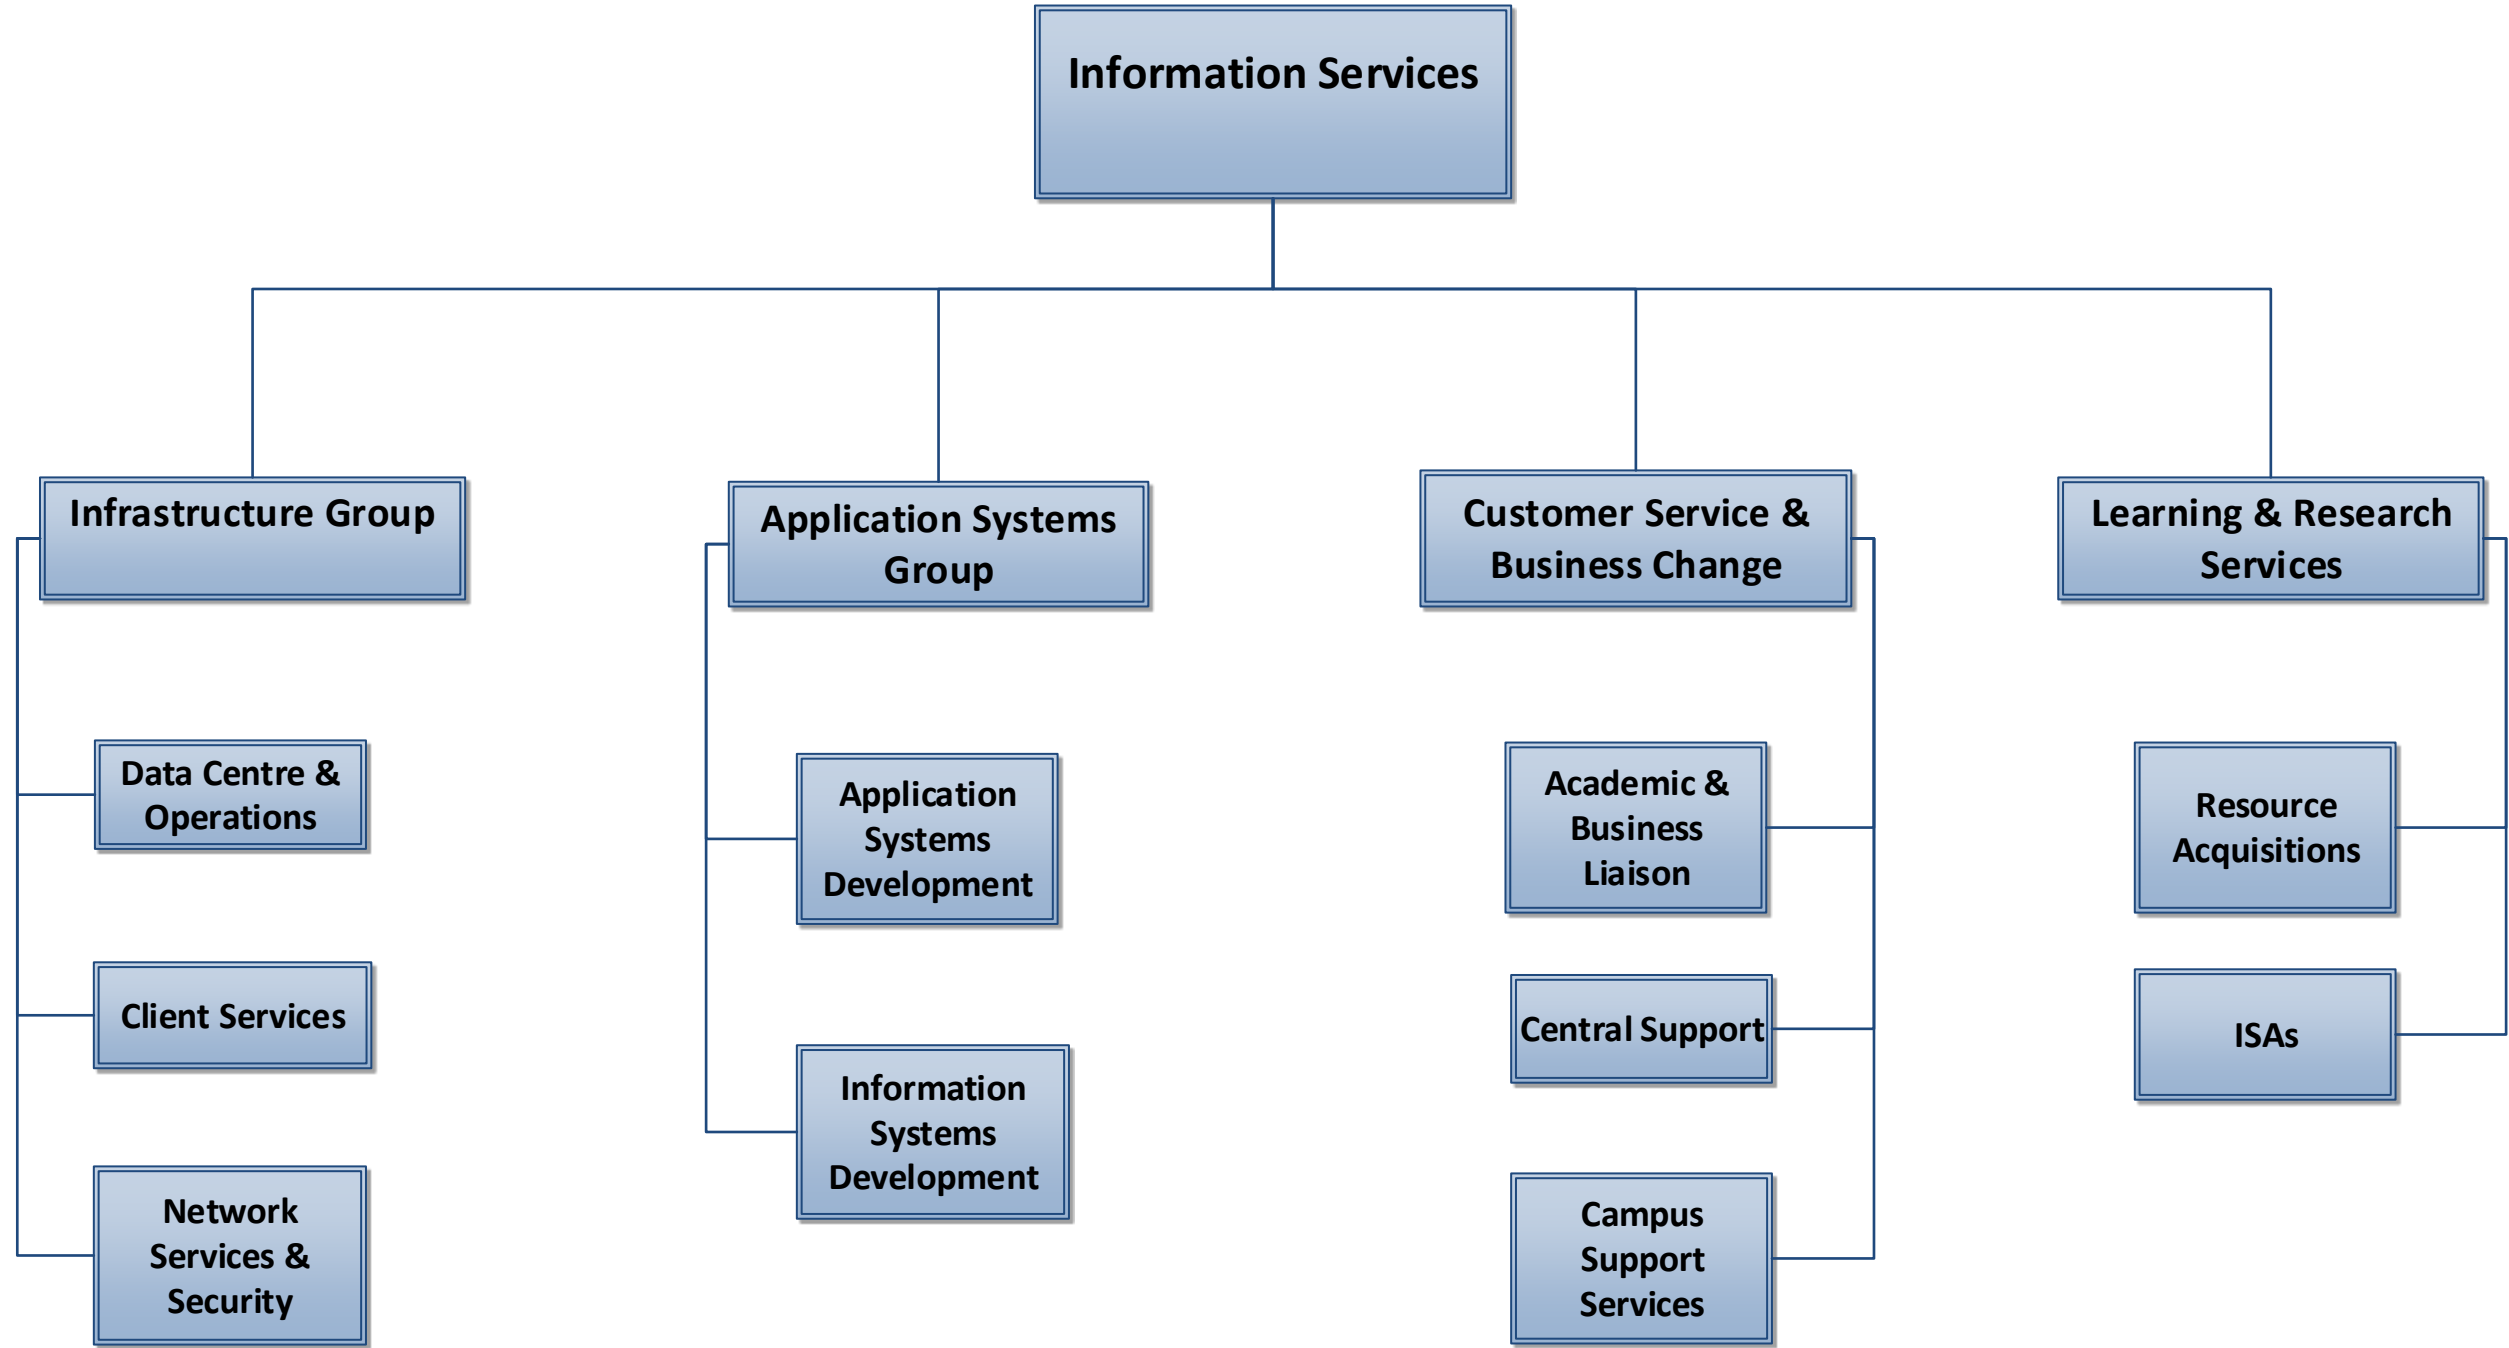 Information Services
Infrastructure Group
Application Systems
Group
Customer Service &
Business Change
Learning & Research
Services
Data Centre &
Operations
Client Services
Network
Services &
Security
Application
Systems
Development
Information
Systems
Development
Academic &
Business
Liaison
Central Support
Campus
Support
Services
Resource
Acquisitions
ISAs